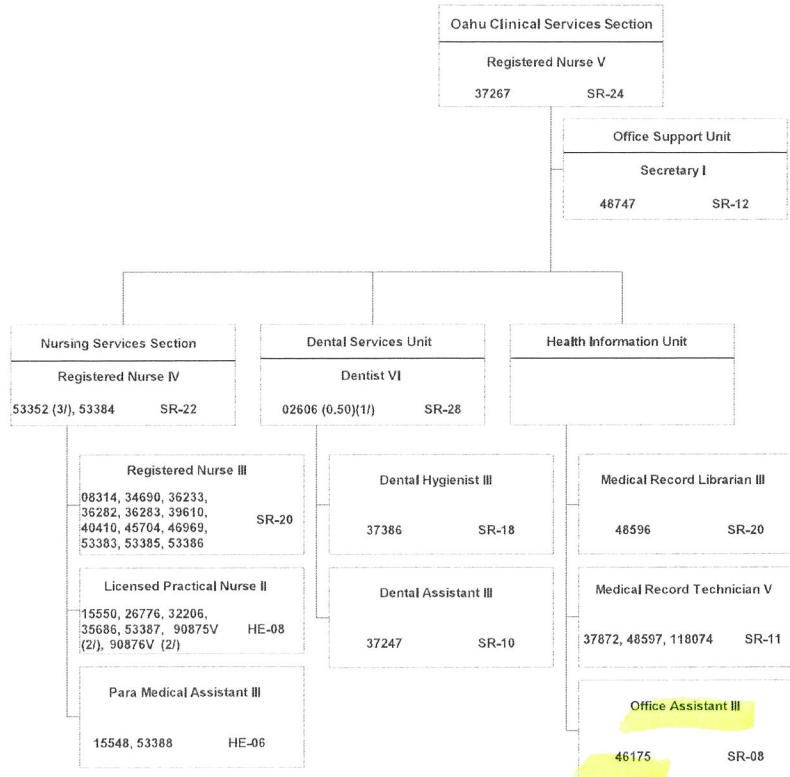 Oahu Clinical Services Section
Registered Nurse V
37267 SR-24
Office Support Unit
Secretary I
48747 SR-12
Nursing Services Section
Registered Nurse IV
53352 (3/), 53384 SR-22
Registered Nurse III
08314, 34690, 36233,
36282, 36283, 39610,
40410, 45704, 46969,
53383, 53385, 53386
SR-20
Licensed Practical Nurse II
15550, 26776, 32206,
35686, 53387, 90875V HE-08
(2/), 90876V (2/)
Para Medical Assistant III
15548, 53388 HE-06
Dental Services Unit
Dentist VI
02606 (0.50)(1/) SR-28
Dental Hygienist III
37386 SR-18
Dental Assistant III
37247 SR-10
Health Information Unit
Medical Record Librarian III
48596 SR-20
Medical Record Technician V
37872, 48597, 118074 SR-11
Office Assistant III
46175 SR-08